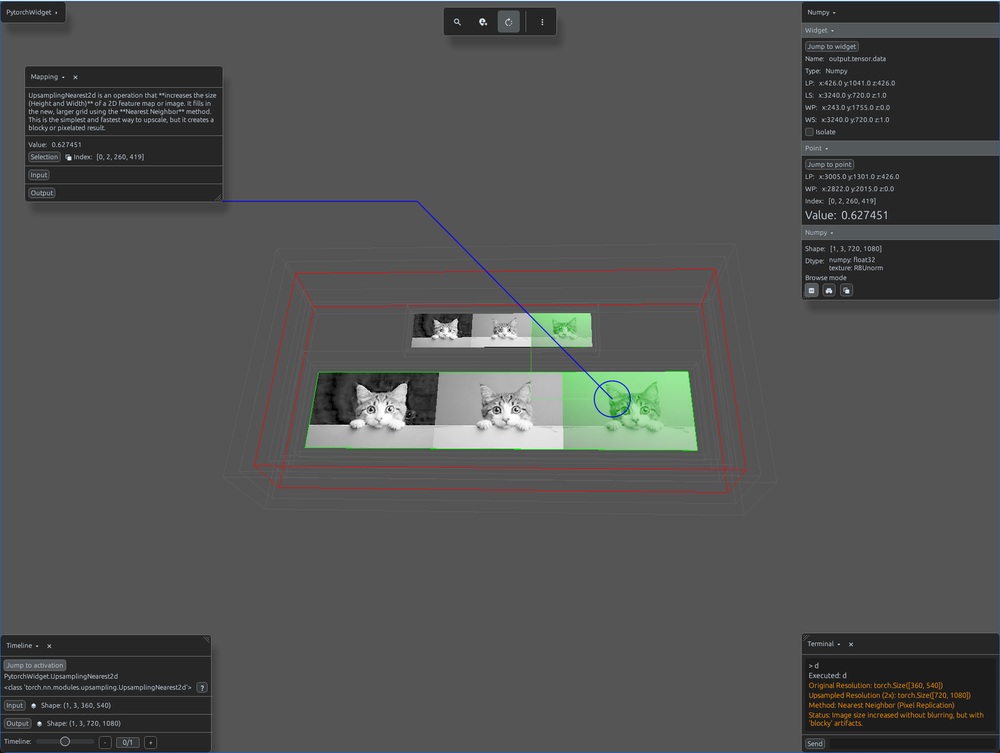 PytorchWidget
Mapping
UpsamplingNearest2d is an operation that **increases the size
(Height and Width)** of a 2D feature map or image. It fills in
the new, larger grid using the **Nearest Neighbor** method.
This is the simplest and fastest way to upscale, but it creates a
blocky or pixelated result.
Value: 0.627451
Selection Index: [0, 2, 260, 419]
Input
Output
Numpy
Widget
Jump to widget
Name: output.tensor.data
Type: Numpy
LP: x:426.0 y:1041.0 z:426.0
LS: x:3240.0 y:720.0 z:1.0
WP: x:243.0 y:1755.0 z:0.0
WS: x:3240.0 y:720.0 z:1.0
Isolate
Point
Jump to point
LP: x:3005.0 y:1301.0 z:426.0
WP: x:2822.0 y:2015.0 z:0.0
Index: [0, 2, 260, 419]
Value: 0.627451
Numpy
Shape: [1, 3, 720, 1080]
Dtype: numpy: float32
texture: R8Unorm
Browse mode
Timeline
Jump to activation
PytorchWidget.UpsamplingNearest2d
<class 'torch.nn.modules.upsampling.UpsamplingNearest2d'> ?
Input Shape: (1, 3, 360, 540)
Output Shape: (1, 3, 720, 1080)
Timeline: - 0/1 +
Terminal
> d
Executed: d
Original Resolution: torch.Size([360, 540])
Upsampled Resolution (2x): torch.Size([720, 1080])
Method: Nearest Neighbor (Pixel Replication)
Status: Image size increased without blurring, but with
'blocky' artifacts.
Send